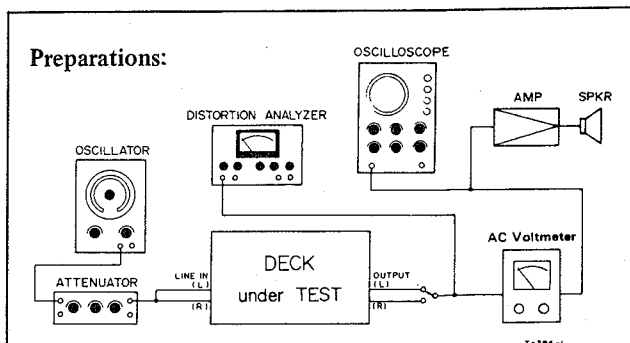 Preparations:
OSCILLOSCOPE
AMP
SPKR
DISTORTION ANALYZER
OSCILLATOR
AC Voltmeter
LINE IN
(L)
(R)
DECK
under TEST
OUTPUT
(L)
(R)
ATTENUATOR